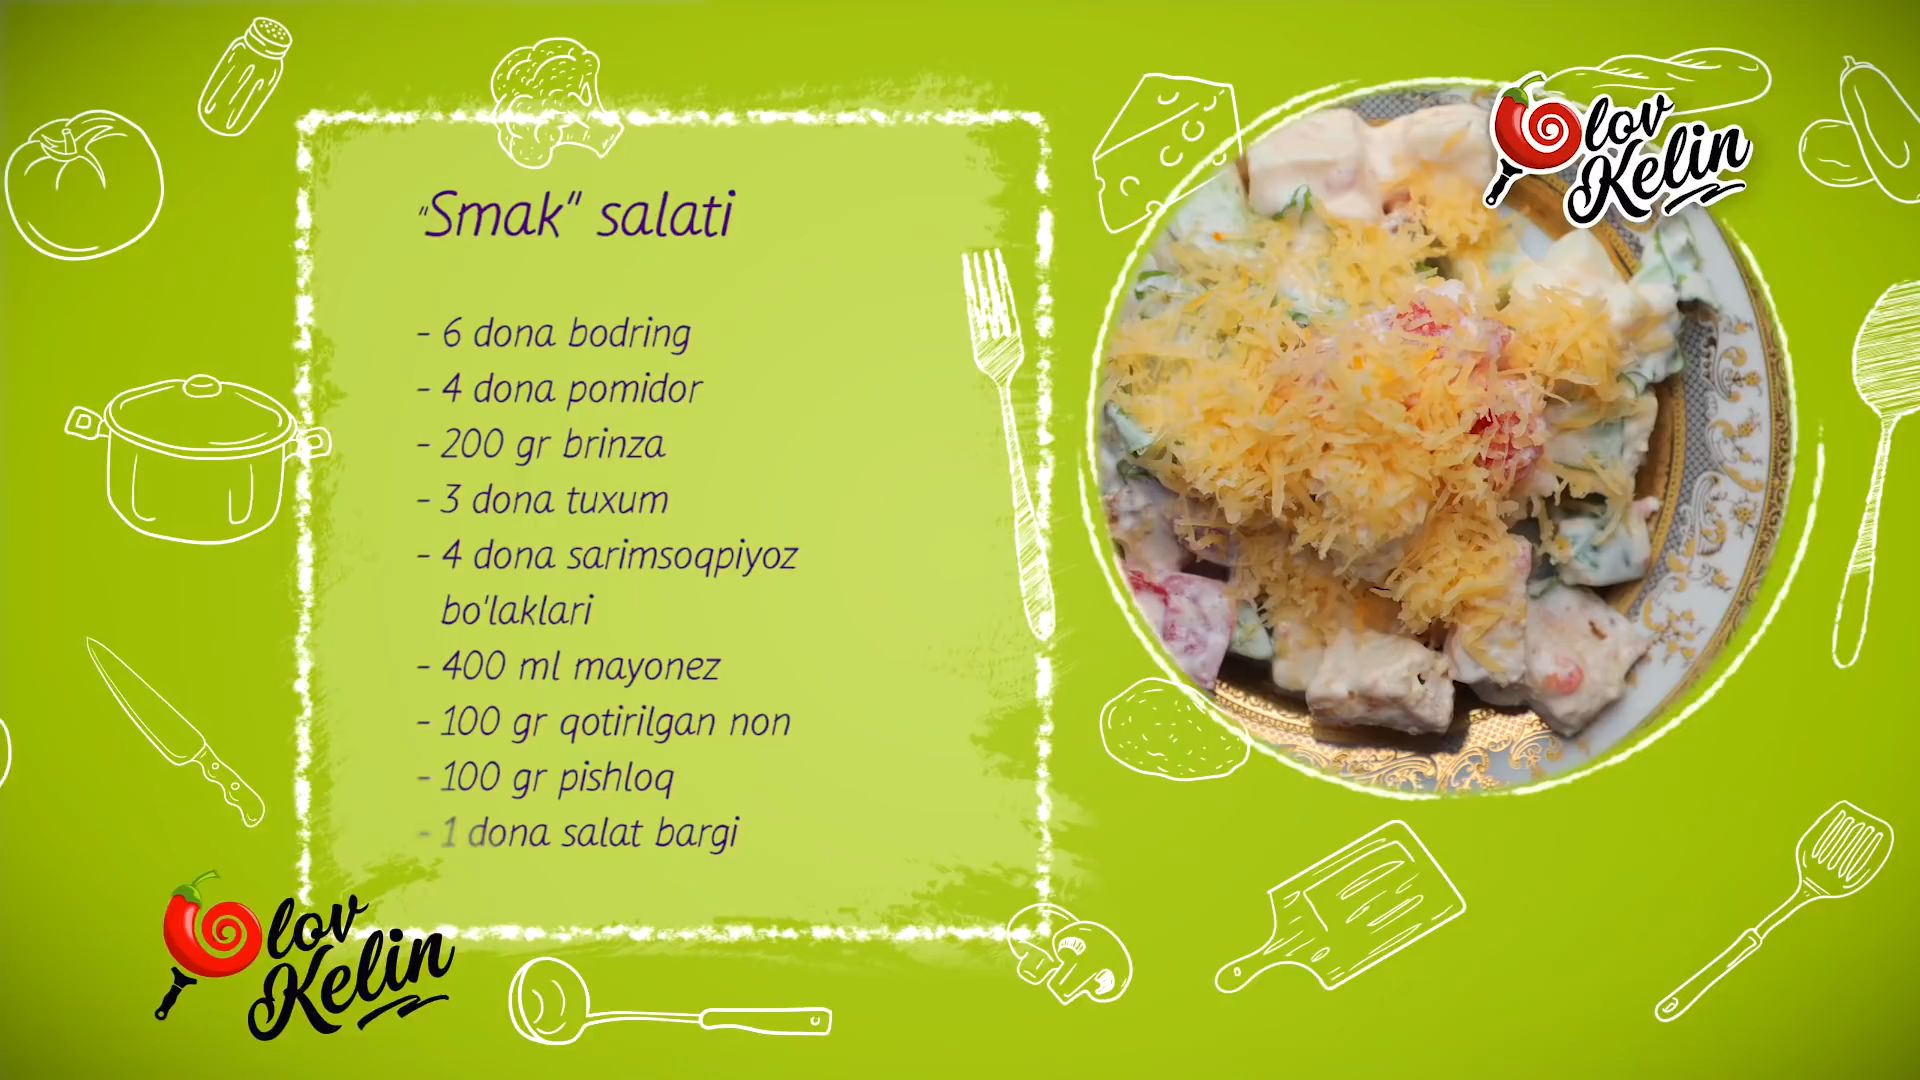 "Smak" salati
- 6 dona bodring
- 4 dona pomidor
- 200 gr brinza
- 3 dona tuxum
- 4 dona sarimsoqpiyoz
bo'laklari
- 400 ml mayonez
- 100 gr qotirilgan non
- 100 gr pishloq
- 1 dona salat bargi
Olov
Kelin
Olov
Kelin